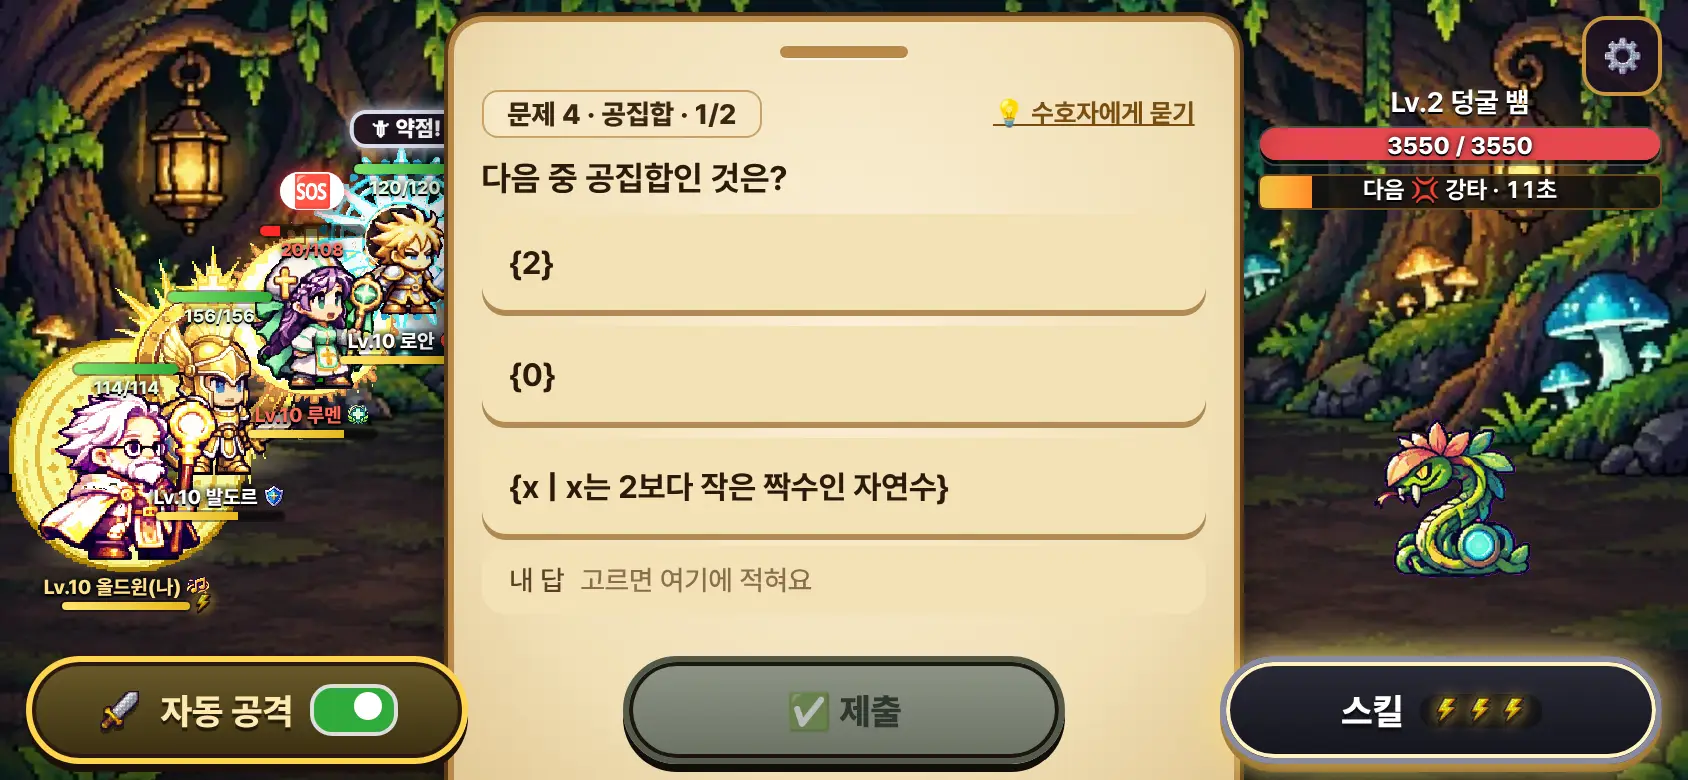 문제 4 · 공집합 · 1/2
💡 수호자에게 묻기
다음 중 공집합인 것은?
{2}
{0}
{x | x는 2보다 작은 짝수인 자연수}
내 답 고르면 여기에 적혀요
✅ 제출
약점!
SOS
120/120
20/108
156/156
Lv.10 로안
114/114
Lv.10 루멘
Lv.10 발도르
Lv.10 올드윈(나)
자동 공격
Lv.2 덩굴 뱀
3550 / 3550
다음 💢 강타 · 11초
스킬